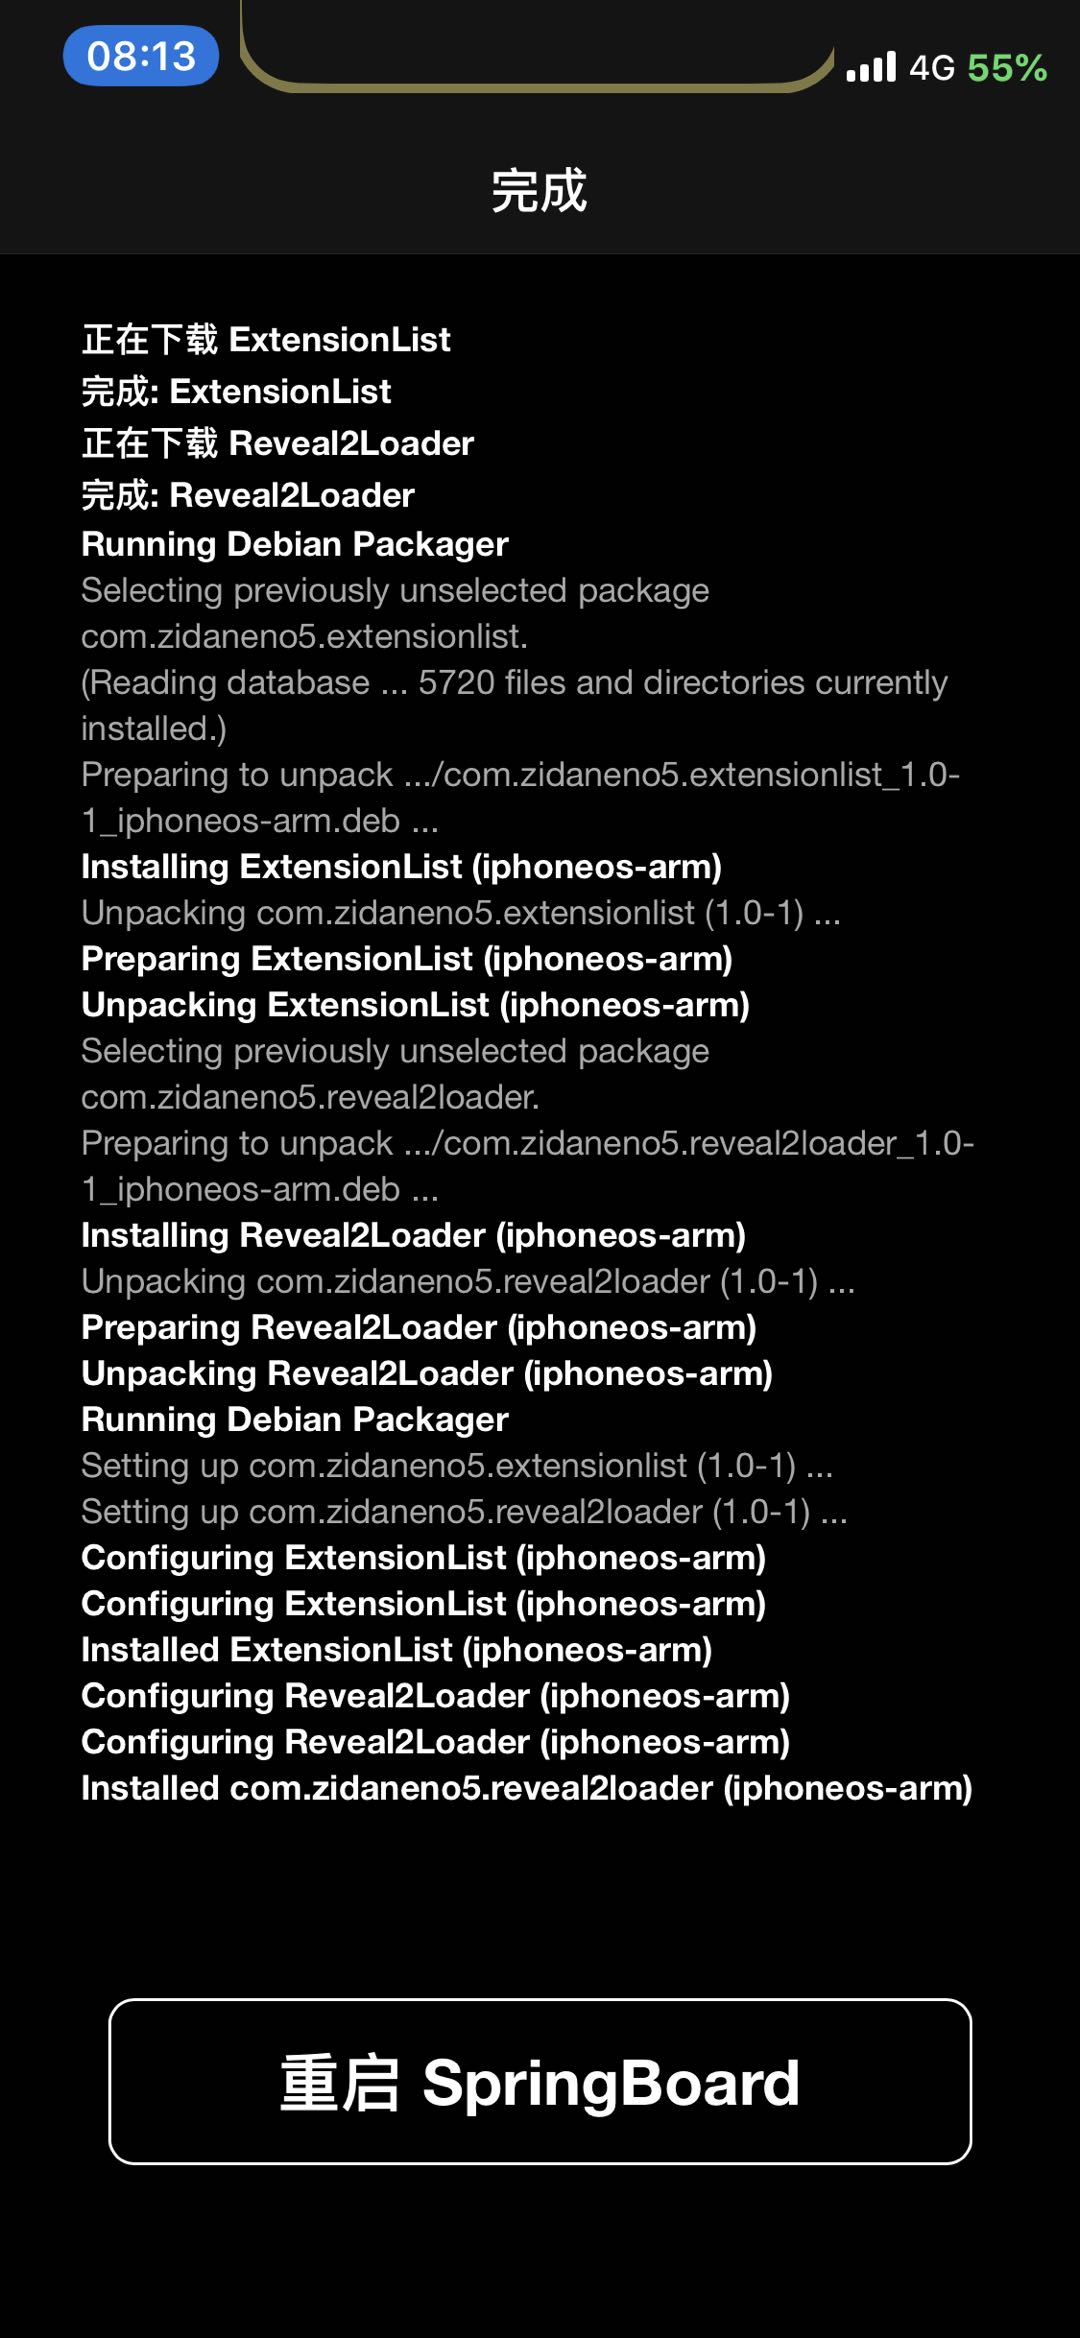 08:13
4G 55%
完成
正在下载 ExtensionList
完成: ExtensionList
正在下载 Reveal2Loader
完成: Reveal2Loader
Running Debian Packager
Selecting previously unselected package
com.zidaneno5.extensionlist.
(Reading database ... 5720 files and directories currently
installed.)
Preparing to unpack .../com.zidaneno5.extensionlist_1.0-
1_iphoneos-arm.deb ...
Installing ExtensionList (iphoneos-arm)
Unpacking com.zidaneno5.extensionlist (1.0-1) ...
Preparing ExtensionList (iphoneos-arm)
Unpacking ExtensionList (iphoneos-arm)
Selecting previously unselected package
com.zidaneno5.reveal2loader.
Preparing to unpack .../com.zidaneno5.reveal2loader_1.0-
1_iphoneos-arm.deb ...
Installing Reveal2Loader (iphoneos-arm)
Unpacking com.zidaneno5.reveal2loader (1.0-1) ...
Preparing Reveal2Loader (iphoneos-arm)
Unpacking Reveal2Loader (iphoneos-arm)
Running Debian Packager
Setting up com.zidaneno5.extensionlist (1.0-1) ...
Setting up com.zidaneno5.reveal2loader (1.0-1) ...
Configuring ExtensionList (iphoneos-arm)
Configuring ExtensionList (iphoneos-arm)
Installed ExtensionList (iphoneos-arm)
Configuring Reveal2Loader (iphoneos-arm)
Configuring Reveal2Loader (iphoneos-arm)
Installed com.zidaneno5.reveal2loader (iphoneos-arm)
重启 SpringBoard